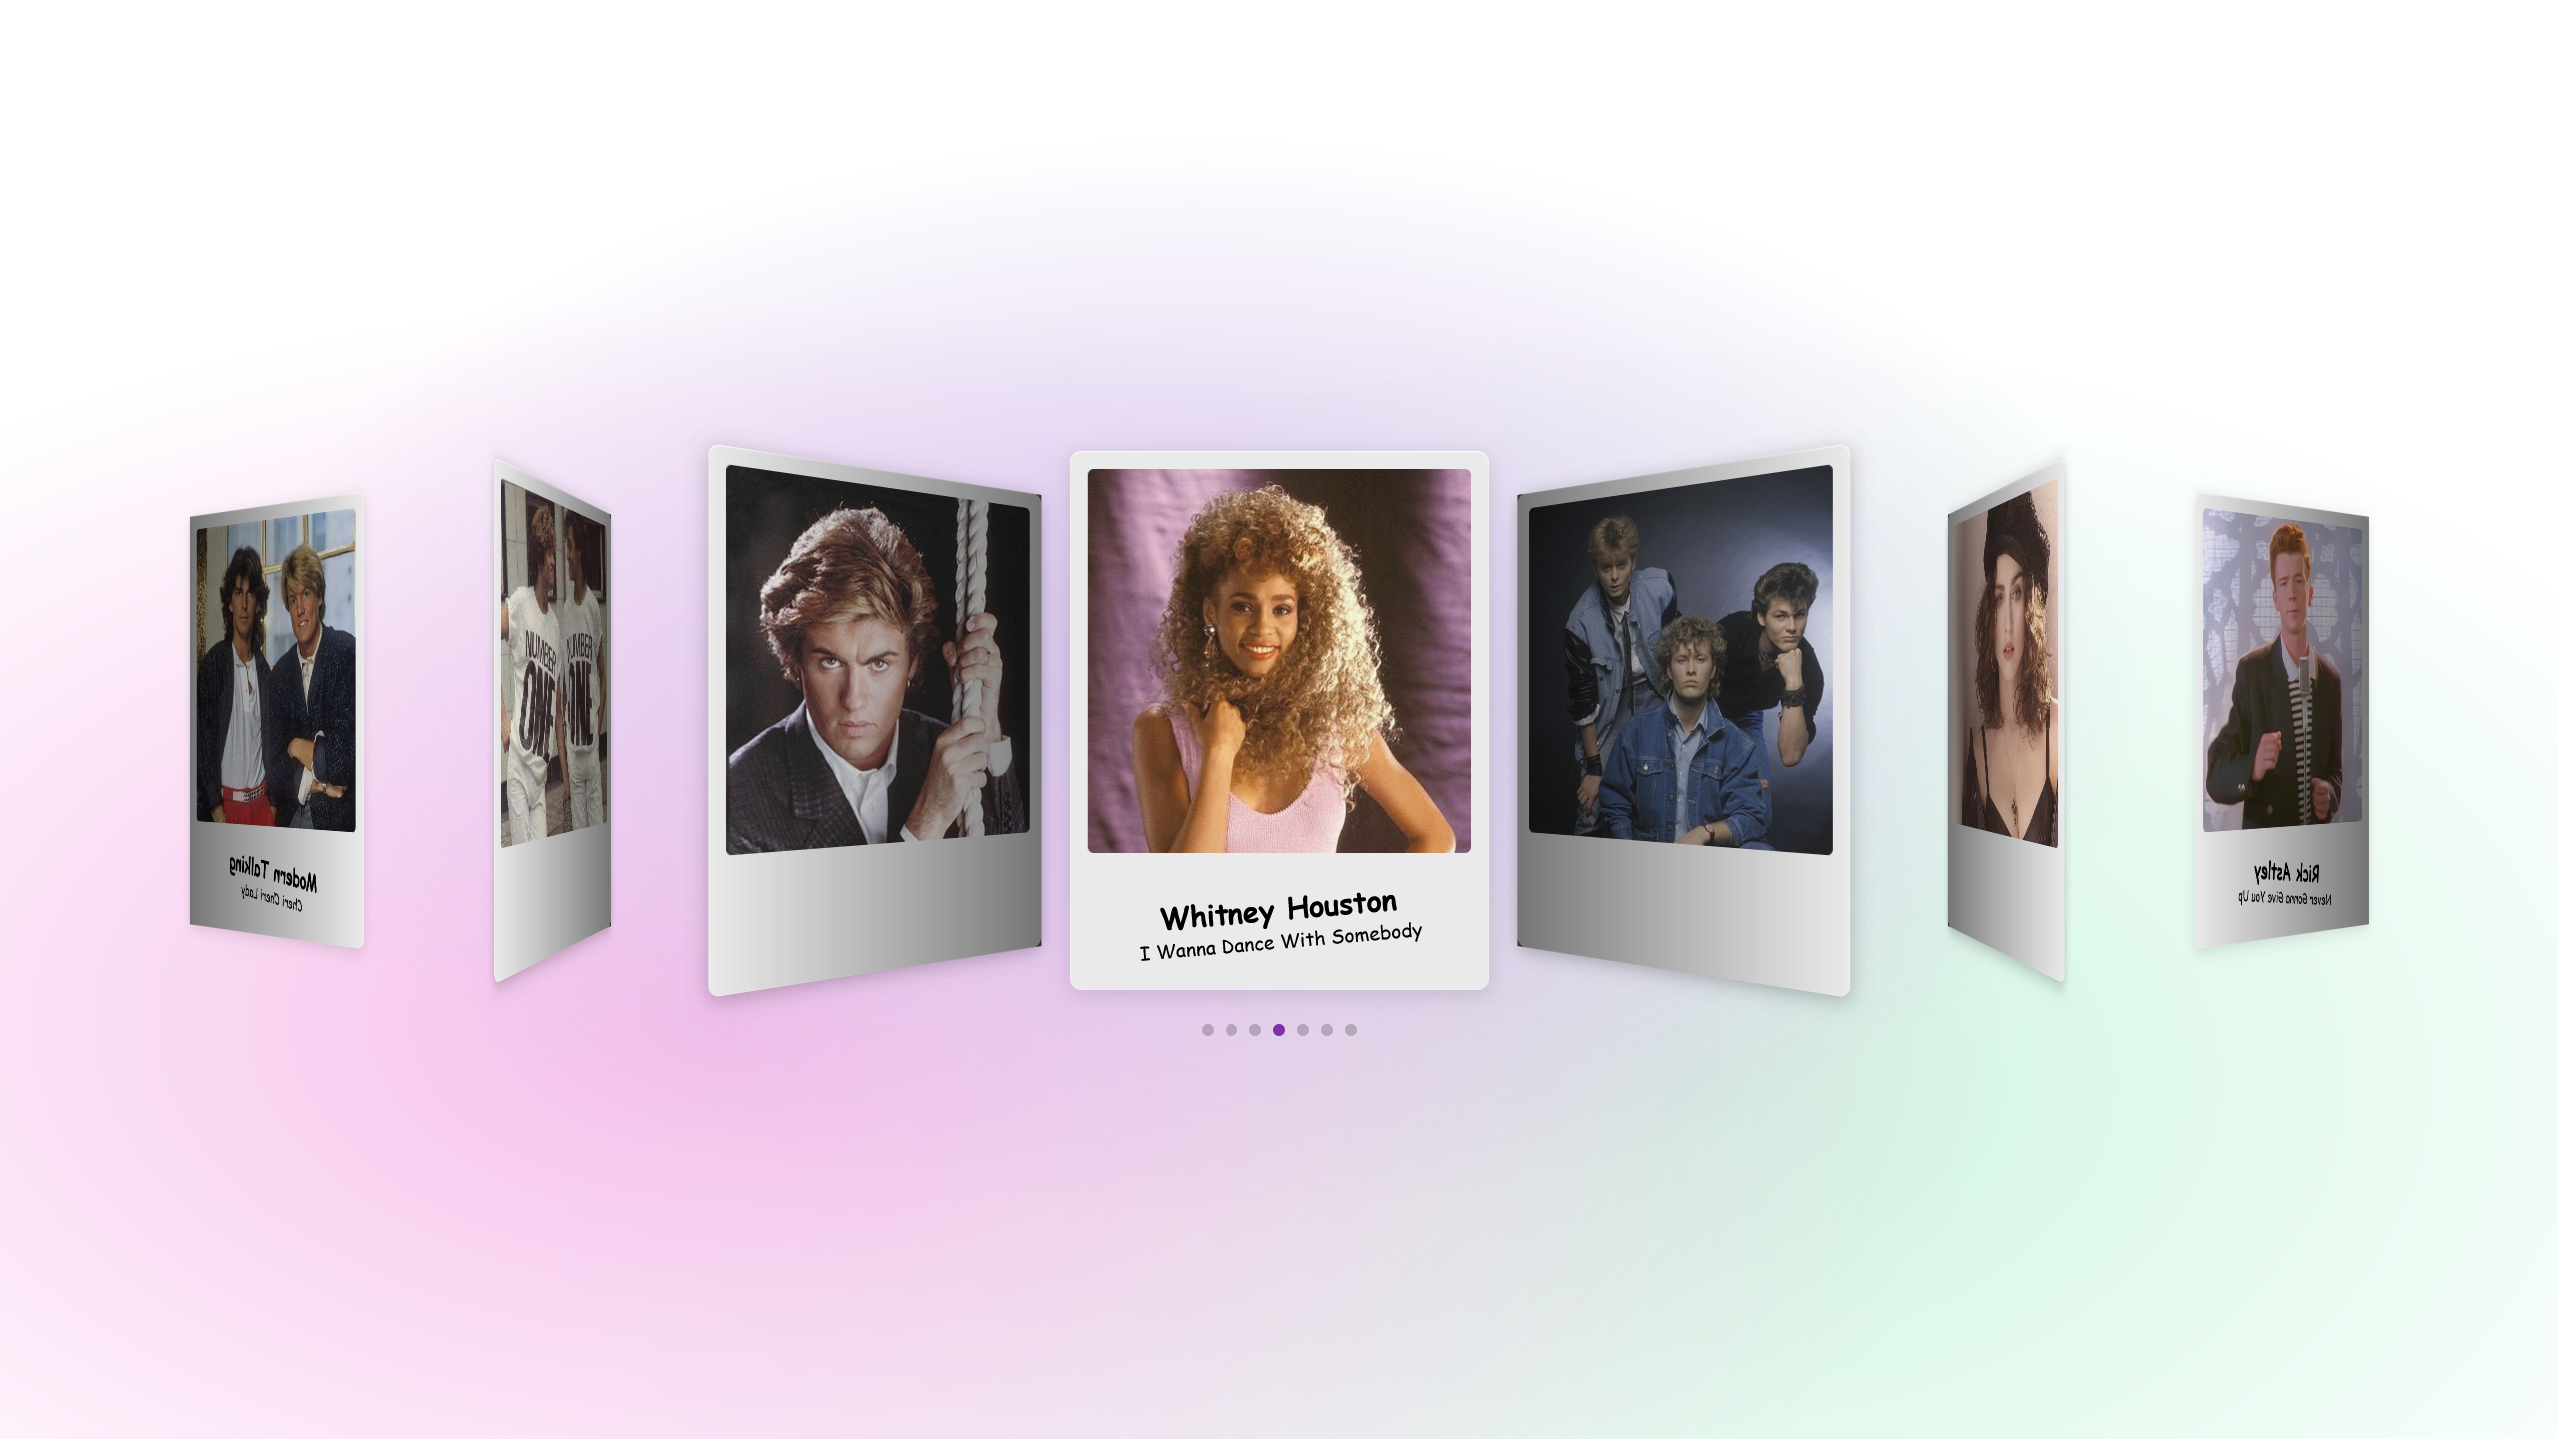 Modern Talking
Cheri Cheri Lady
NUMBER
ONE
NUMBER
ONE
Whitney Houston
I Wanna Dance With Somebody
Rick Astley
Never Gonna Give You Up